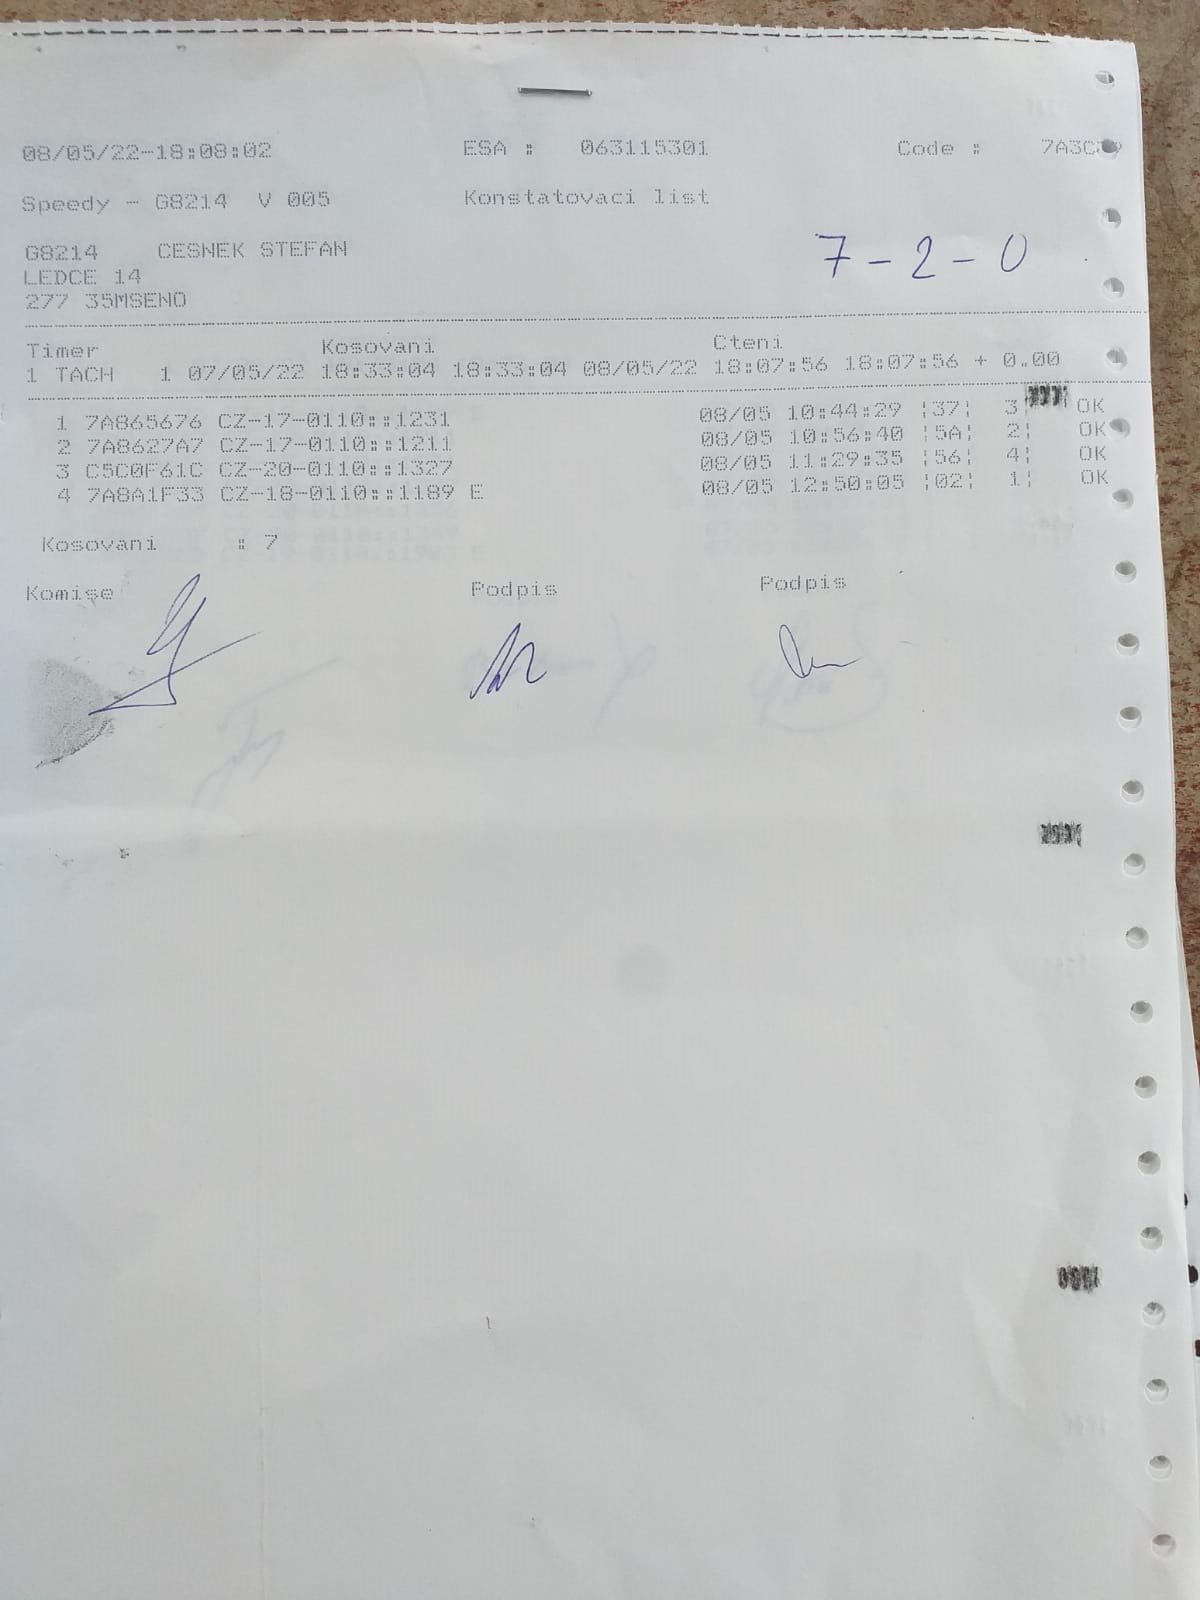 08/05/22-18:08:02 ESA : 063115301 Code :
Speedy - G8214 V 005 Konstatovaci list
G8214 CESNEK STEFAN
7-2-0
LEDCE 14
277 35MSENO
Timer Kosovani Cteni
1 TACH 1 07/05/22 18:33:04 18:33:04 08/05/22 18:07:56 18:07:56 + 0.00
1 7A865676 CZ-17-0110::1231 08/05 10:44:29 ¦37¦ 3¦ OK
2 7A8627A7 CZ-17-0110::1211 08/05 10:56:40 ¦5A¦ 2¦ OK
3 C5C0F61C CZ-20-0110::1327 08/05 11:29:35 ¦56¦ 4¦ OK
4 7A8A1F33 CZ-18-0110::1189 E 08/05 12:50:05 ¦02¦ 1¦ OK
Kosovani : 7
Komise Podpis Podpis